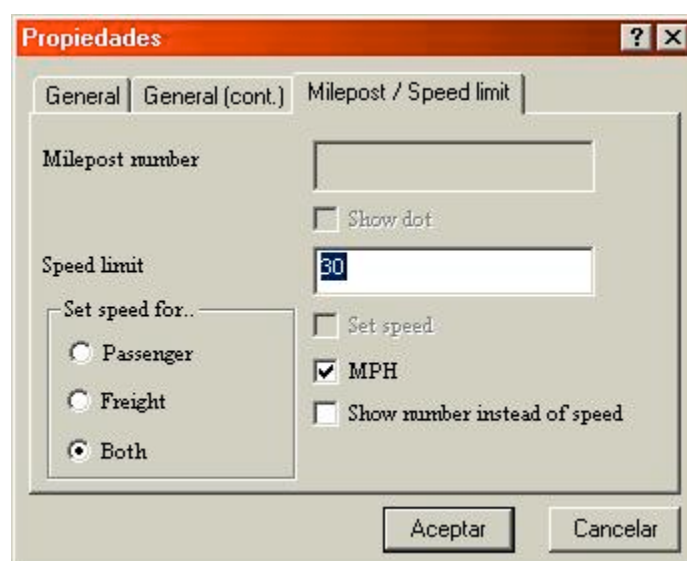 Propiedades
General
General (cont.)
Milepost / Speed limit
Milepost number
Show dot
Speed limit
30
Set speed for..
Set speed
Passenger
MPH
Freight
Show number instead of speed
Both
Aceptar
Cancelar